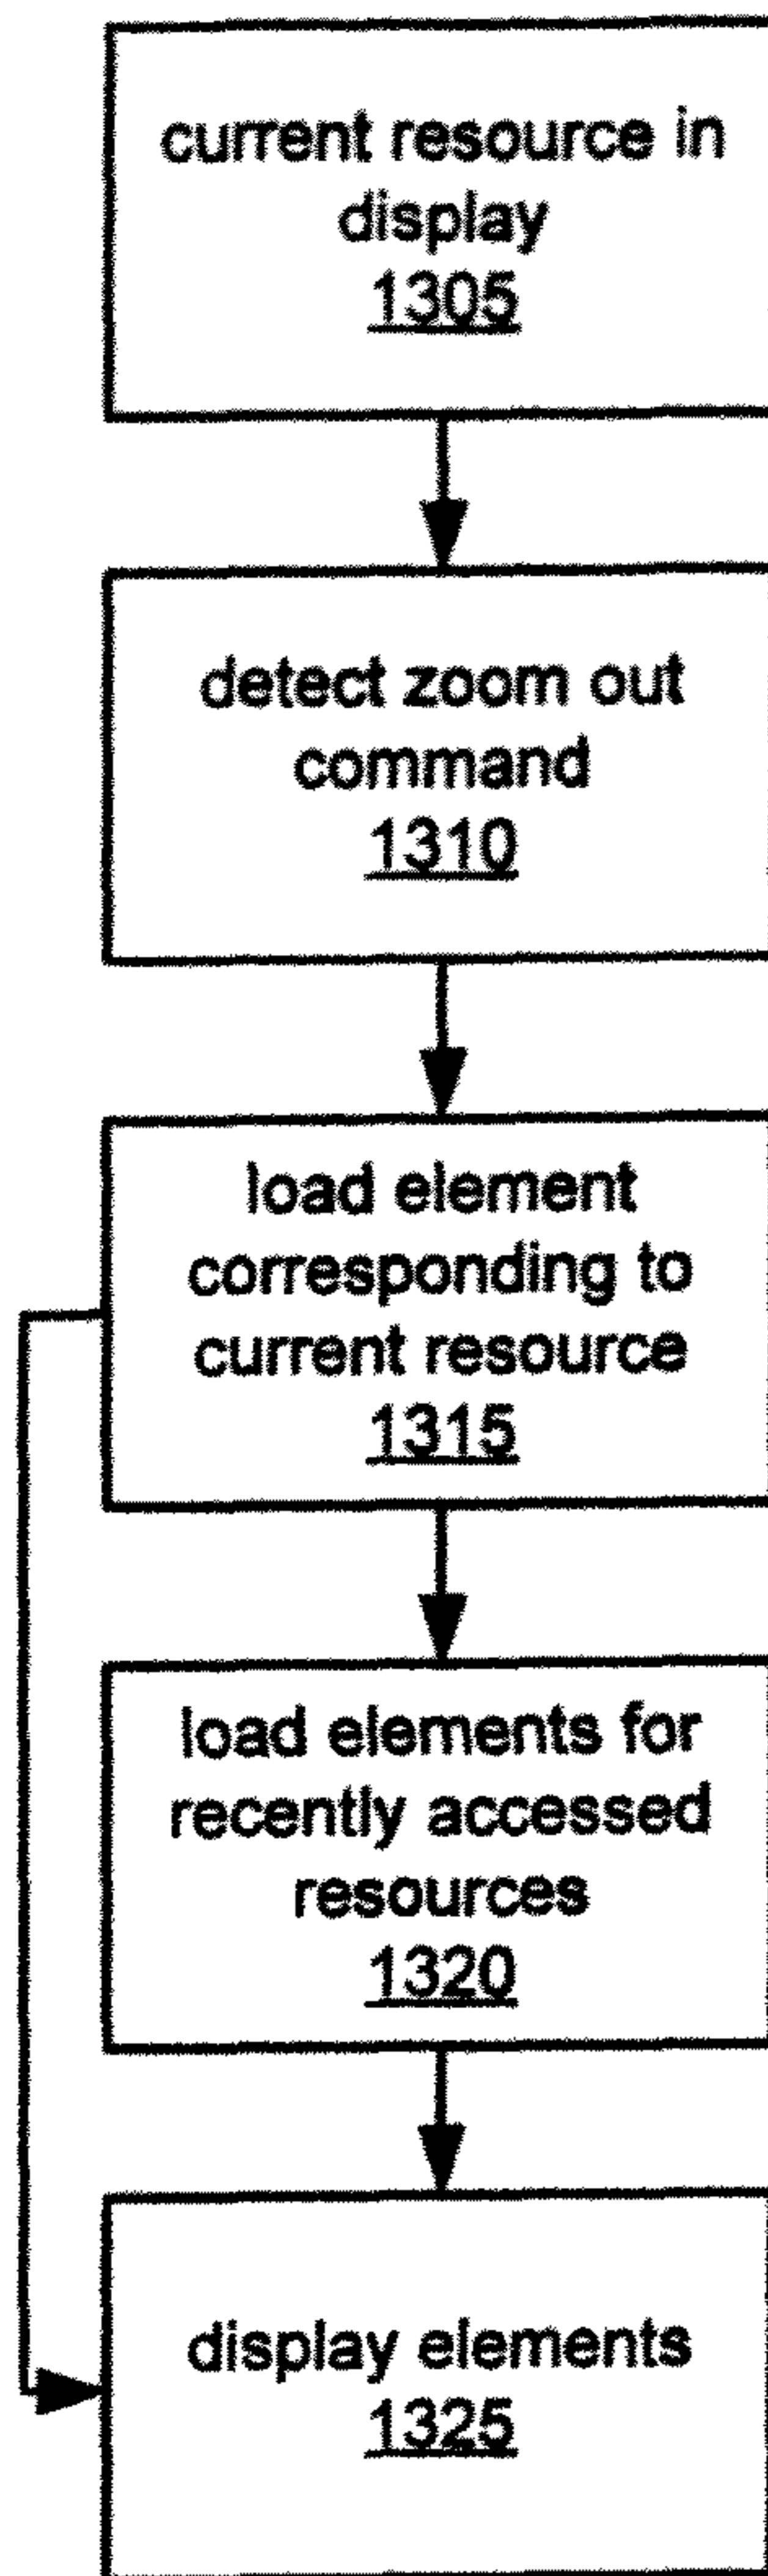 current resource in
display
1305
detect zoom out
command
1310
load element
corresponding to
current resource
1315
load elements for
recently accessed
resources
1320
display elements
1325